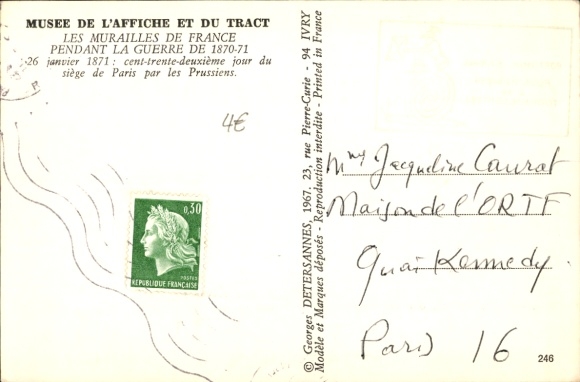 MUSEE DE L'AFFICHE ET DU TRACT
LES MURAILLES DE FRANCE
PENDANT LA GUERRE DE 1870-71
26 janvier 1871 : cent-trente-deuxième jour du
siège de Paris par les Prussiens.
4€
0,30
POSTES
RÉPUBLIQUE FRANÇAISE
© Georges DETERSANNES, 1967, 23, rue Pierre-Curie - 94 IVRY
Modèle et Marques déposés - Reproduction interdite - Printed in France
Jacqueline Caurat
Maison de l'ORTF
Quai Kennedy
Paris 16
246